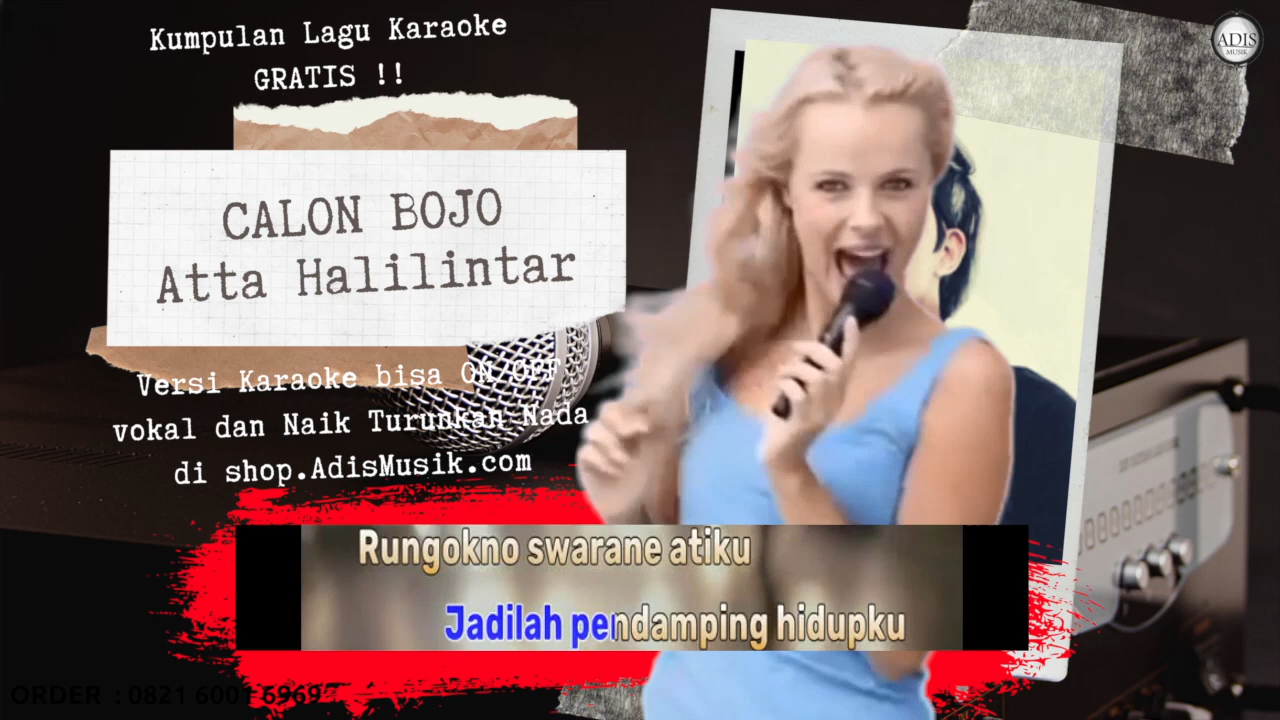 Kumpulan Lagu Karaoke
GRATIS !!
ADIS
MUSIK
CALON BOJO
Atta Halilintar
Versi Karaoke bisa ON OFF
vokal dan Naik Turunkan Nada
di shop.AdisMusik.com
Rungokno swarane atiku
Jadilah pendamping hidupku
ORDER : 0821 6001 6969